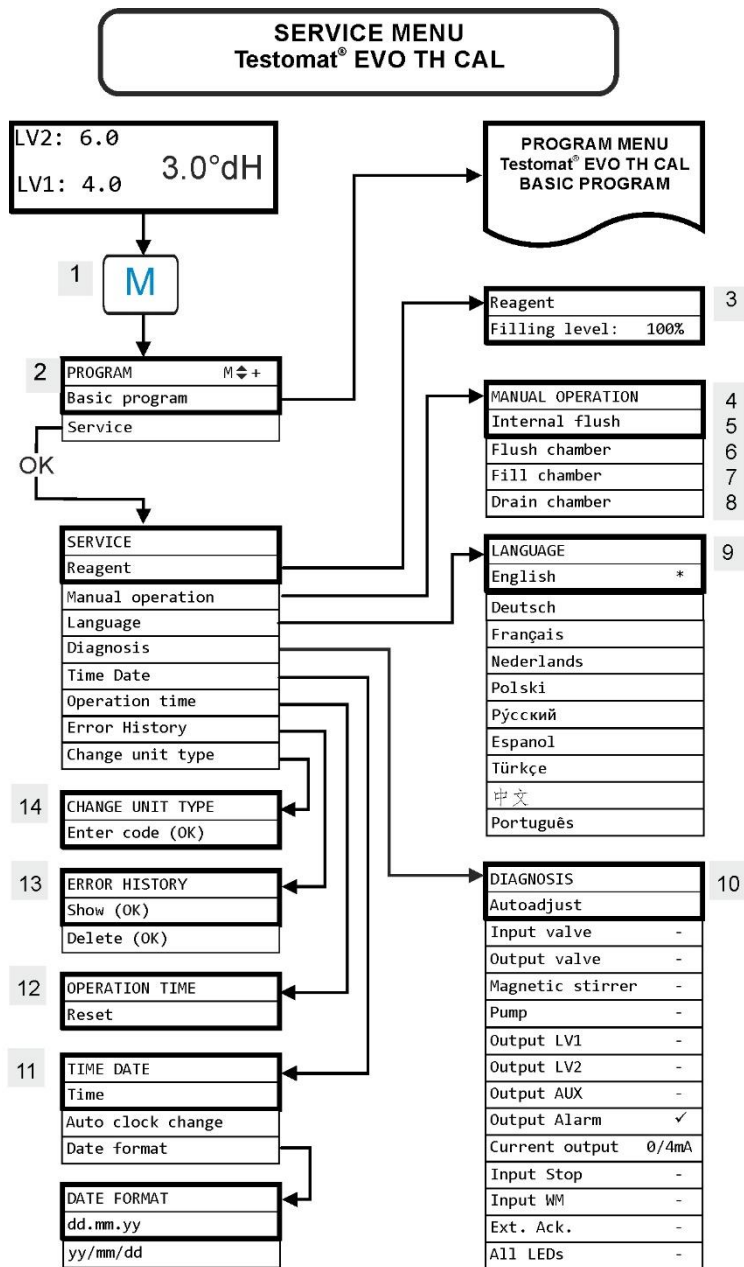 SERVICE MENU
Testomat® EVO TH CAL
LV2: 6.0
3.0°dH
LV1: 4.0
PROGRAM MENU
Testomat® EVO TH CAL
BASIC PROGRAM
1
M
2
PROGRAM M+
Basic program
Service
OK
Reagent
Filling level: 100%
3
MANUAL OPERATION
4
Internal flush
5
Flush chamber
6
Fill chamber
7
Drain chamber
8
SERVICE
Reagent
Manual operation
Language
Diagnosis
Time Date
Operation time
Error History
Change unit type
LANGUAGE
9
English *
Deutsch
Français
Nederlands
Polski
Рýсский
Espanol
Türkçe
中文
Português
14
CHANGE UNIT TYPE
Enter code (OK)
13
ERROR HISTORY
Show (OK)
Delete (OK)
12
OPERATION TIME
Reset
11
TIME DATE
Time
Auto clock change
Date format
DATE FORMAT
dd.mm.yy
yy/mm/dd
DIAGNOSIS
10
Autoadjust
Input valve -
Output valve -
Magnetic stirrer -
Pump -
Output LV1 -
Output LV2 -
Output AUX -
Output Alarm ✓
Current output 0/4mA
Input Stop -
Input WM -
Ext. Ack. -
All LEDs -